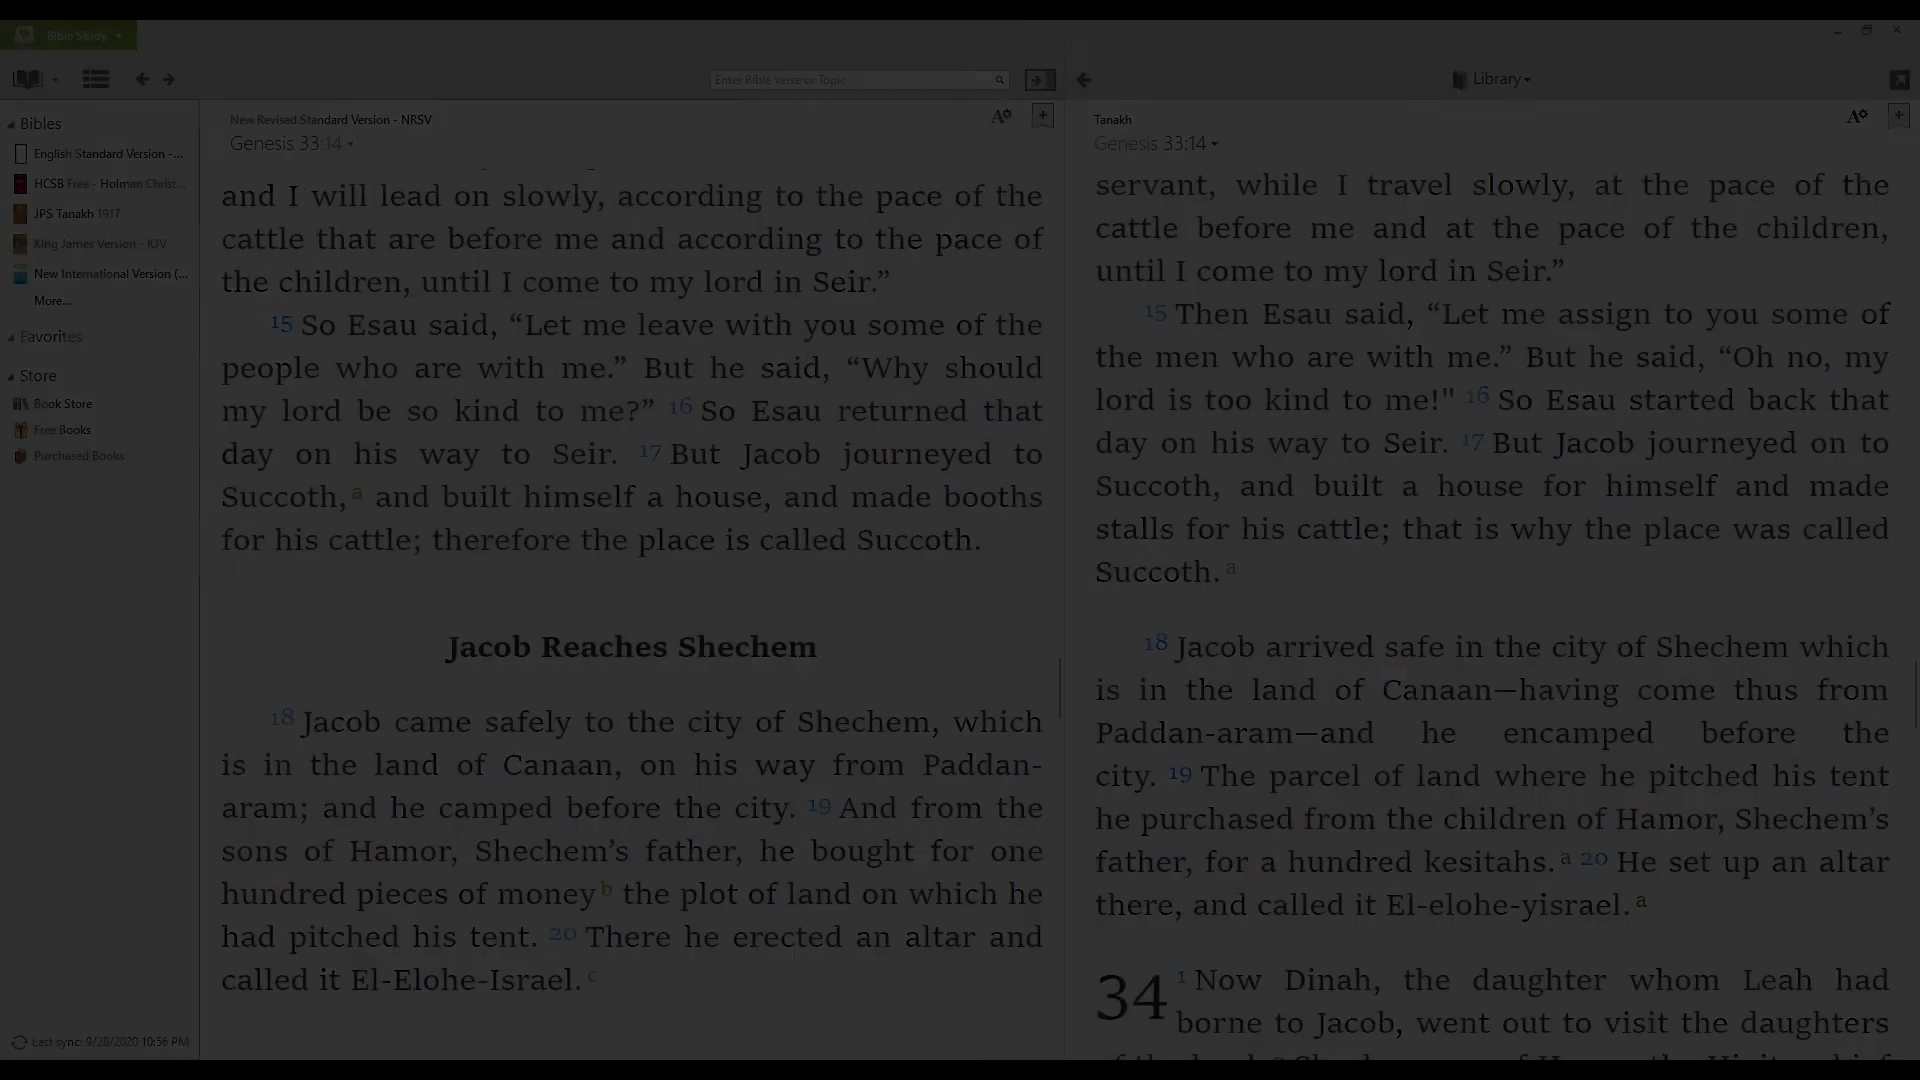 Bible Study
Enter Bible verse or Topic
Library
Bibles
English Standard Version -...
HCSB Free - Holman Christ...
JPS Tanakh 1917
King James Version - KJV
New International Version (...
More...
Favorites
Store
Book Store
Free Books
Purchased Books
Last sync: 9/28/2020 10:56 PM
New Revised Standard Version - NRSV
Genesis 33:14
and I will lead on slowly, according to the pace of the
cattle that are before me and according to the pace of
the children, until I come to my lord in Seir.”
15 So Esau said, “Let me leave with you some of the
people who are with me.” But he said, “Why should
my lord be so kind to me?” 16 So Esau returned that
day on his way to Seir. 17 But Jacob journeyed to
Succoth, a and built himself a house, and made booths
for his cattle; therefore the place is called Succoth.
Jacob Reaches Shechem
18 Jacob came safely to the city of Shechem, which
is in the land of Canaan, on his way from Paddan-
aram; and he camped before the city. 19 And from the
sons of Hamor, Shechem’s father, he bought for one
hundred pieces of money b the plot of land on which he
had pitched his tent. 20 There he erected an altar and
called it El-Elohe-Israel. c
Tanakh
Genesis 33:14
servant, while I travel slowly, at the pace of the
cattle before me and at the pace of the children,
until I come to my lord in Seir.”
15 Then Esau said, “Let me assign to you some of
the men who are with me.” But he said, “Oh no, my
lord is too kind to me!" 16 So Esau started back that
day on his way to Seir. 17 But Jacob journeyed on to
Succoth, and built a house for himself and made
stalls for his cattle; that is why the place was called
Succoth. a
18 Jacob arrived safe in the city of Shechem which
is in the land of Canaan—having come thus from
Paddan-aram—and he encamped before the
city. 19 The parcel of land where he pitched his tent
he purchased from the children of Hamor, Shechem’s
father, for a hundred kesitahs. a 20 He set up an altar
there, and called it El-elohe-yisrael. a
34 1 Now Dinah, the daughter whom Leah had
borne to Jacob, went out to visit the daughters